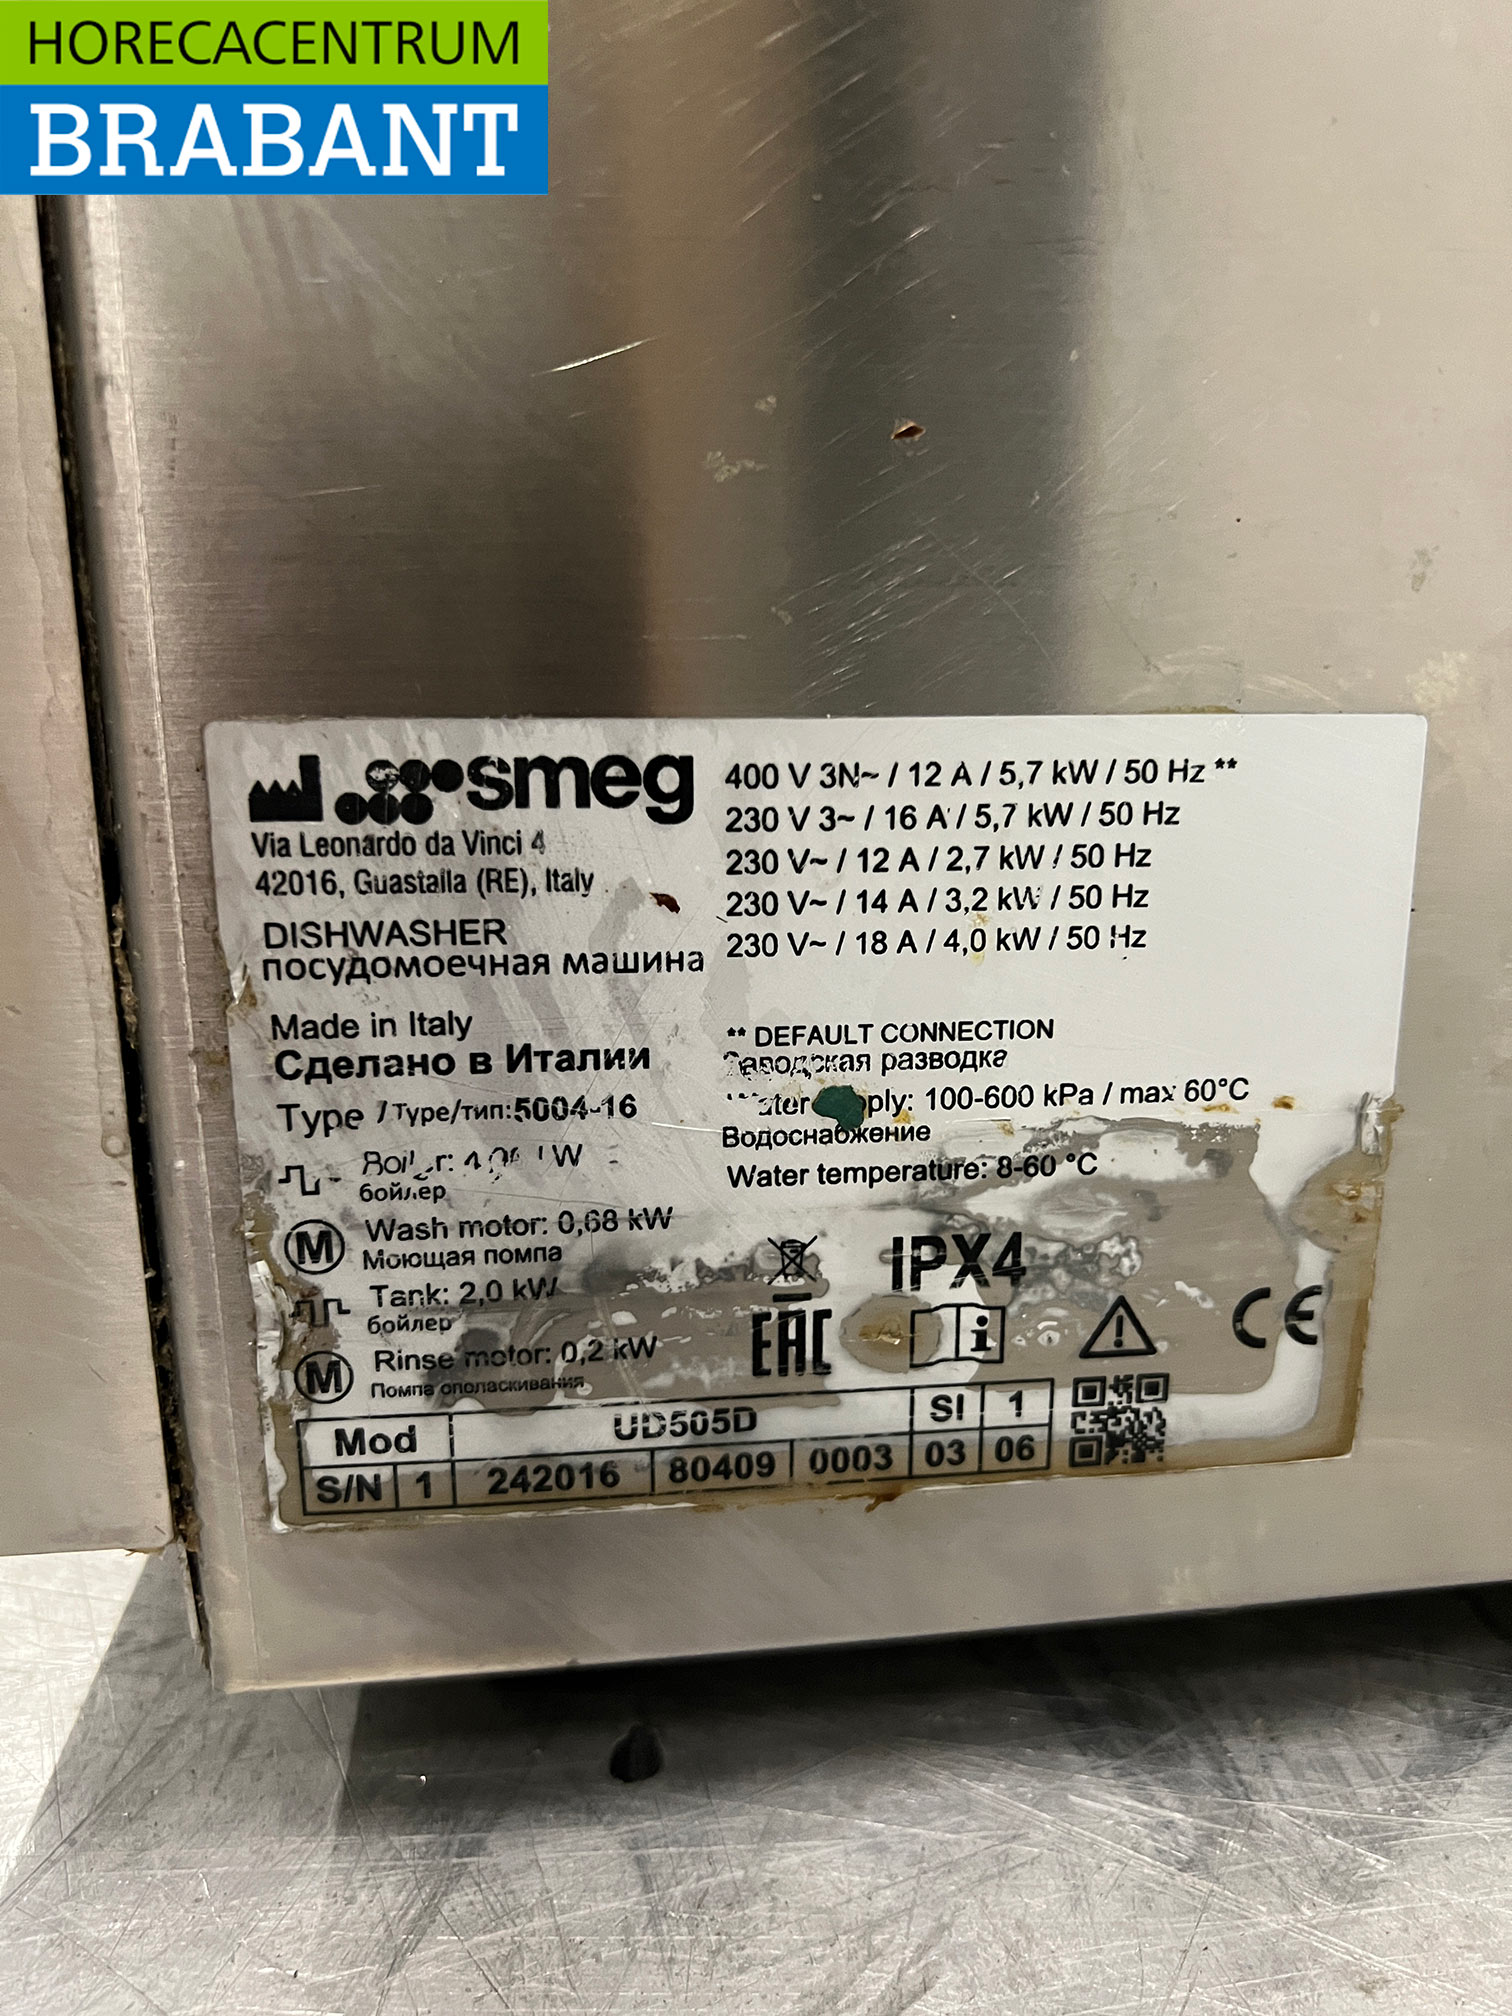 HORECACENTRUM
BRABANT
smeg
Via Leonardo da Vinci 4
42016, Guastalla (RE), Italy
DISHWASHER
посудомоечная машина
Made in Italy
Сделано в Италии
Type / Type/тип:5004-16
Boiler:
бойлер
M Wash motor: 0,68 kW
Моющая помпа
Tank: 2,0 kW
бойлер
M Rinse motor: 0,2 kW
Помпа ополаскивания
400 V 3N~ / 12 A / 5,7 kW / 50 Hz **
230 V 3~ / 16 A / 5,7 kW / 50 Hz
230 V~ / 12 A / 2,7 kW / 50 Hz
230 V~ / 14 A / 3,2 kW / 50 Hz
230 V~ / 18 A / 4,0 kW / 50 Hz
** DEFAULT CONNECTION
Заводская разводка
Water supply: 100-600 kPa / max 60°C
Водоснабжение
Water temperature: 8-60 °C
IPX4
EAC i CE
Mod UD505D SI 1
S/N 1 242016 80409 0003 03 06